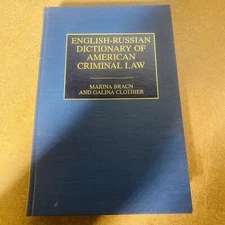 ENGLISH-RUSSIAN
DICTIONARY OF
AMERICAN
CRIMINAL LAW
MARINA BRAUN
AND GALINA CLOTHIER